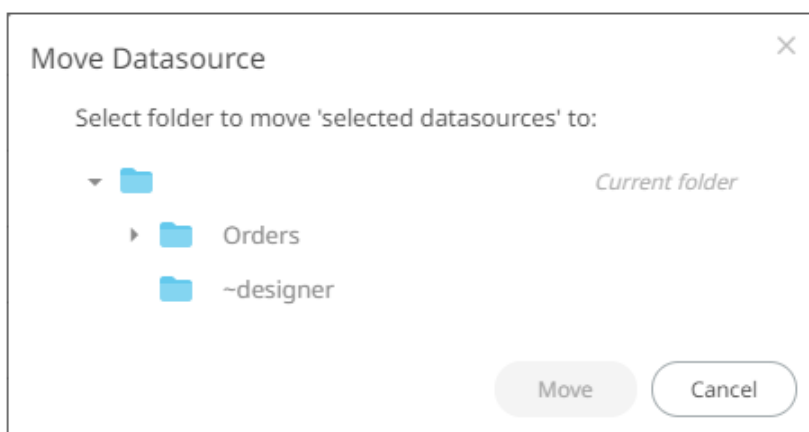 Move Datasource
Select folder to move 'selected datasources' to:
Current folder
Orders
~designer
Move
Cancel